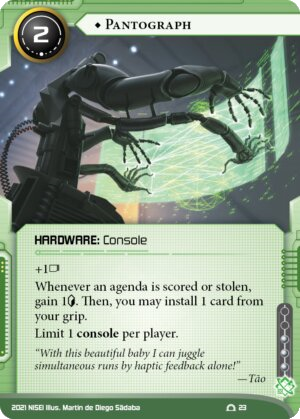 2
◆ Pantograph
HARDWARE: Console
+1
Whenever an agenda is scored or stolen,
gain 1. Then, you may install 1 card from
your grip.
Limit 1 console per player.
“With this beautiful baby I can juggle
simultaneous runs by haptic feedback alone!”
—Tāo
2021 NISEI Illus. Martin de Diego Sádaba
23